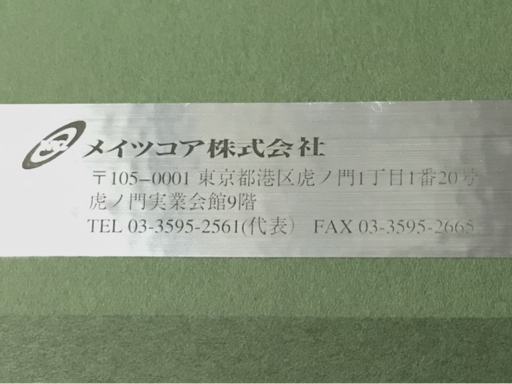 メイツコア株式会社
〒105–0001 東京都港区虎ノ門1丁目1番20号
虎ノ門実業会館9階
TEL 03-3595-2561(代表) FAX 03-3595-2665